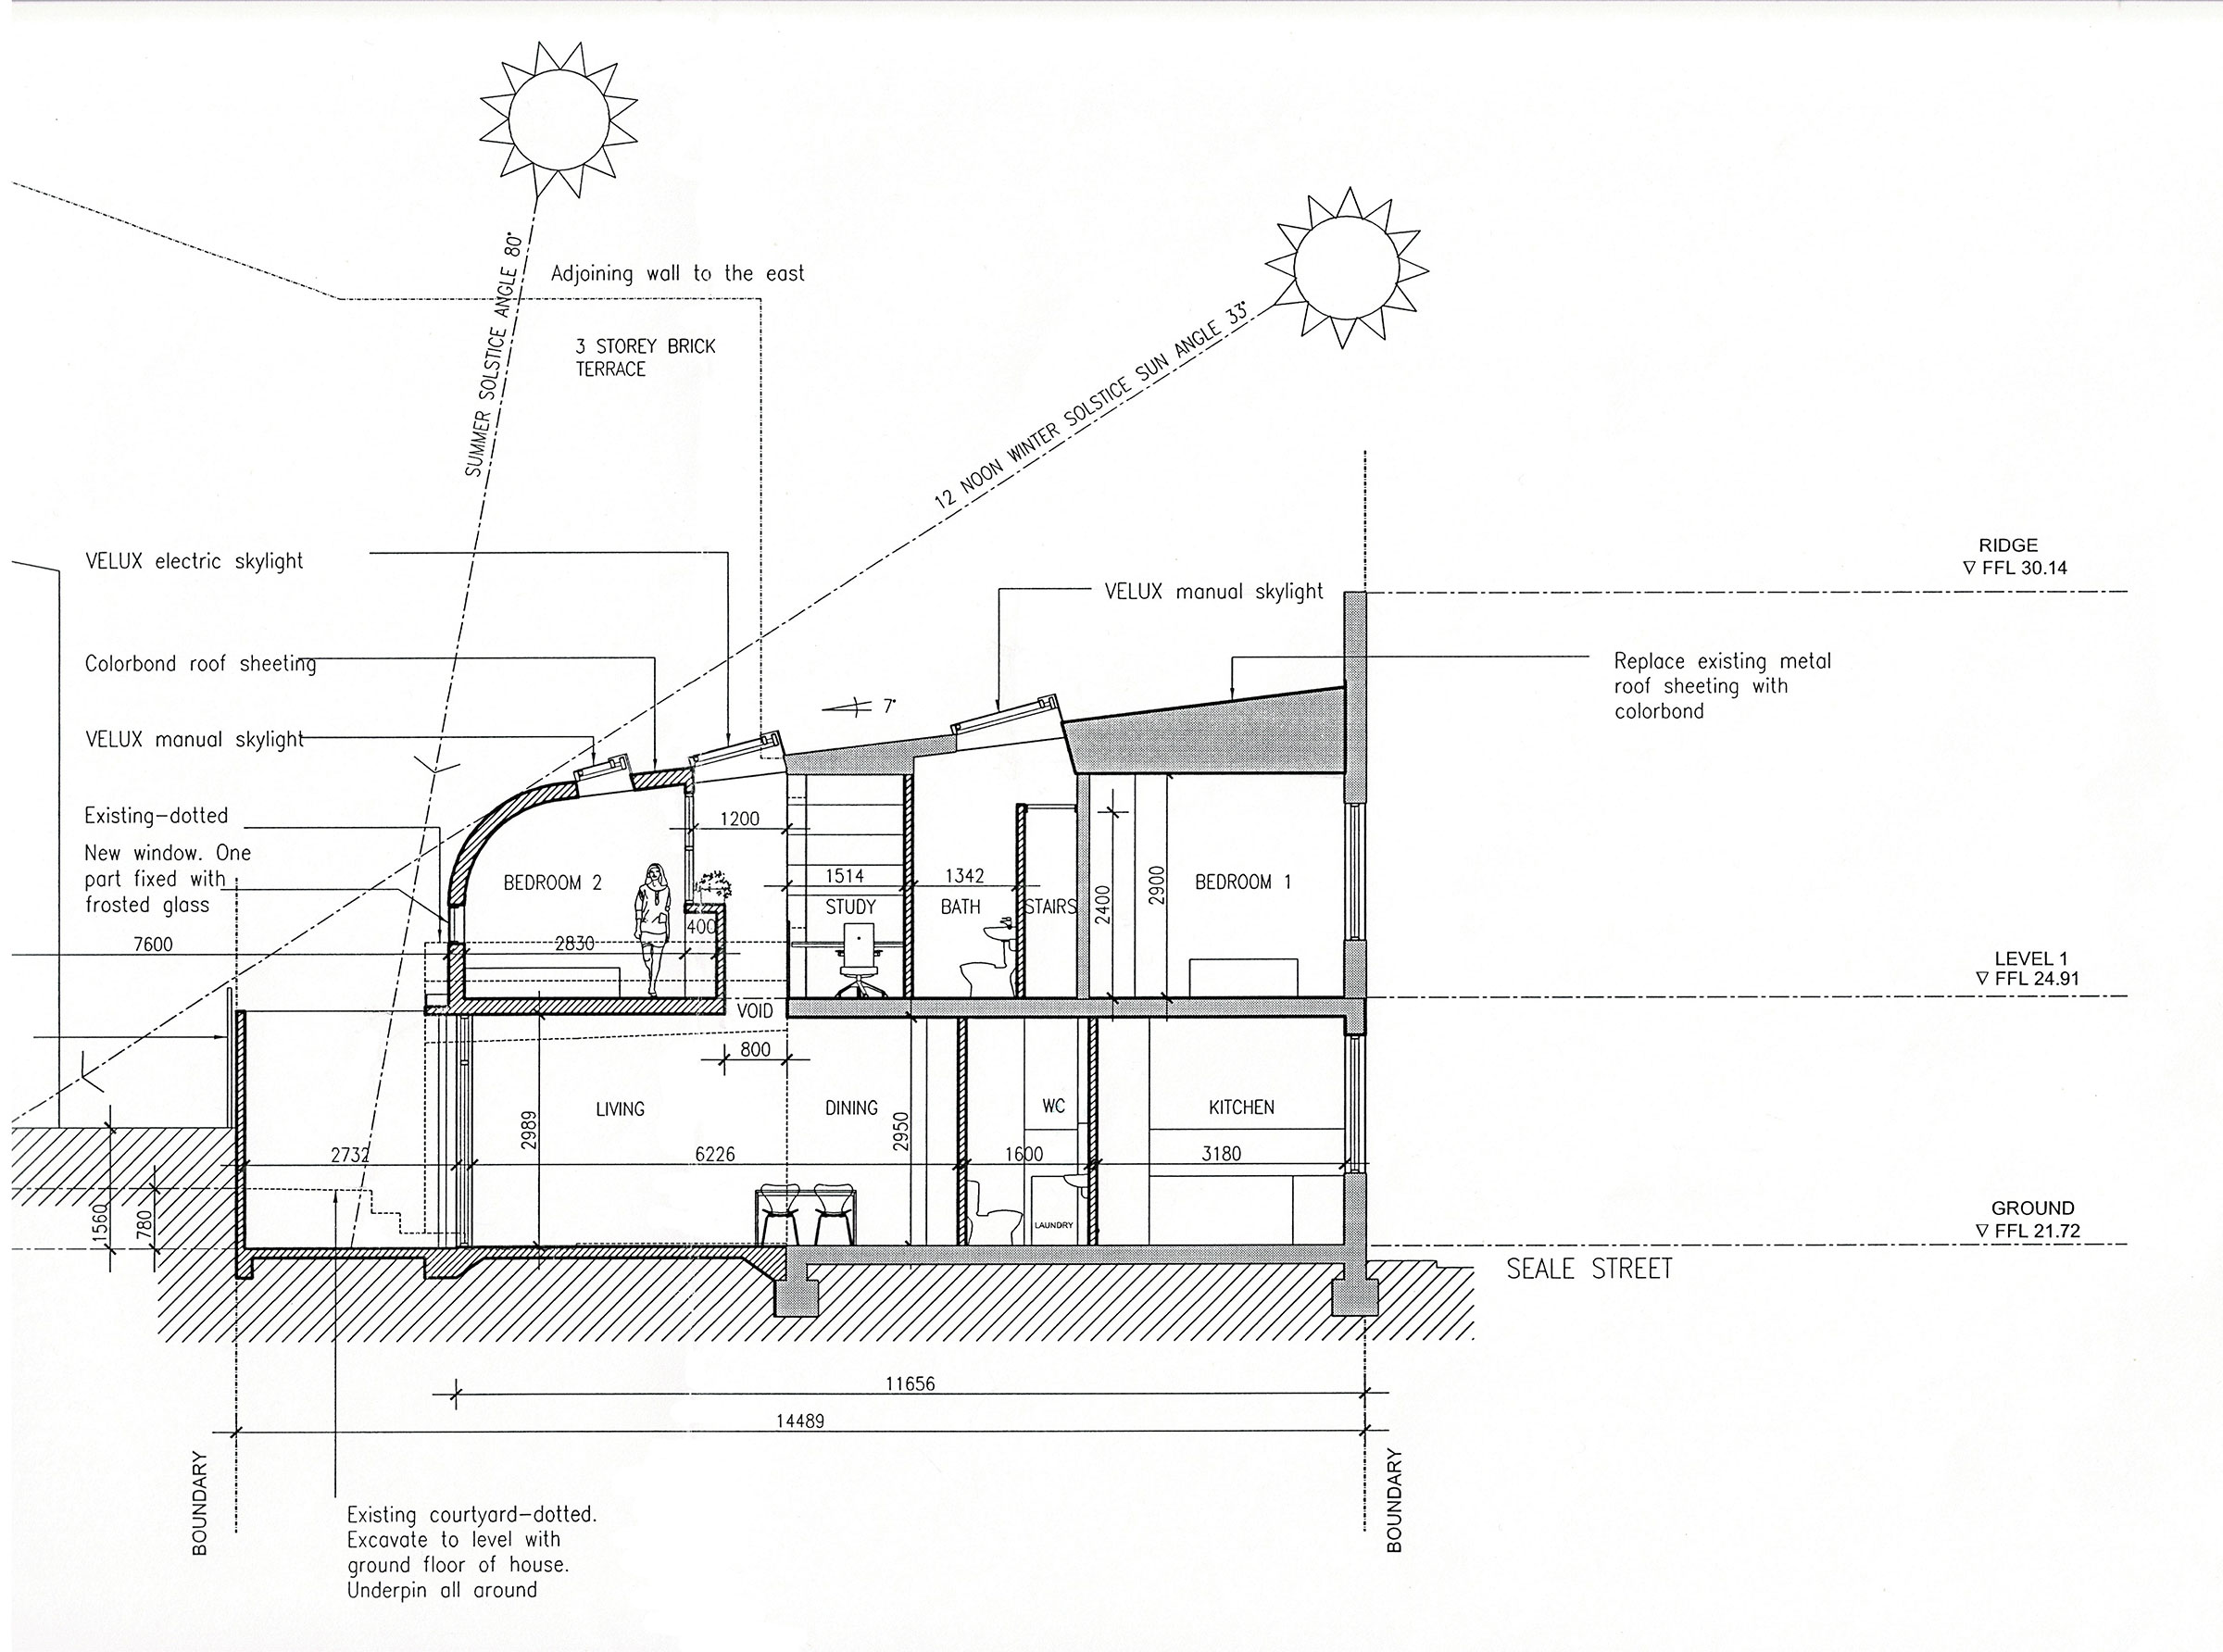 SUMMER SOLSTICE ANGLE 80°
Adjoining wall to the east
3 STOREY BRICK
TERRACE
12 NOON WINTER SOLSTICE SUN ANGLE 33°
VELUX electric skylight
Colorbond roof sheeting
VELUX manual skylight
Existing-dotted
New window. One
part fixed with
frosted glass
7600
VELUX manual skylight
7°
Replace existing metal
roof sheeting with
colorbond
RIDGE
∇ FFL 30.14
LEVEL 1
∇ FFL 24.91
GROUND
∇ FFL 21.72
1200
BEDROOM 2
1514
1342
STUDY
BATH
STAIRS
2400
2900
BEDROOM 1
400
2830
VOID
800
LIVING
DINING
WC
KITCHEN
2989
2950
2732
6226
1600
3180
1560
780
LAUNDRY
SEALE STREET
11656
14489
BOUNDARY
BOUNDARY
Existing courtyard-dotted.
Excavate to level with
ground floor of house.
Underpin all around